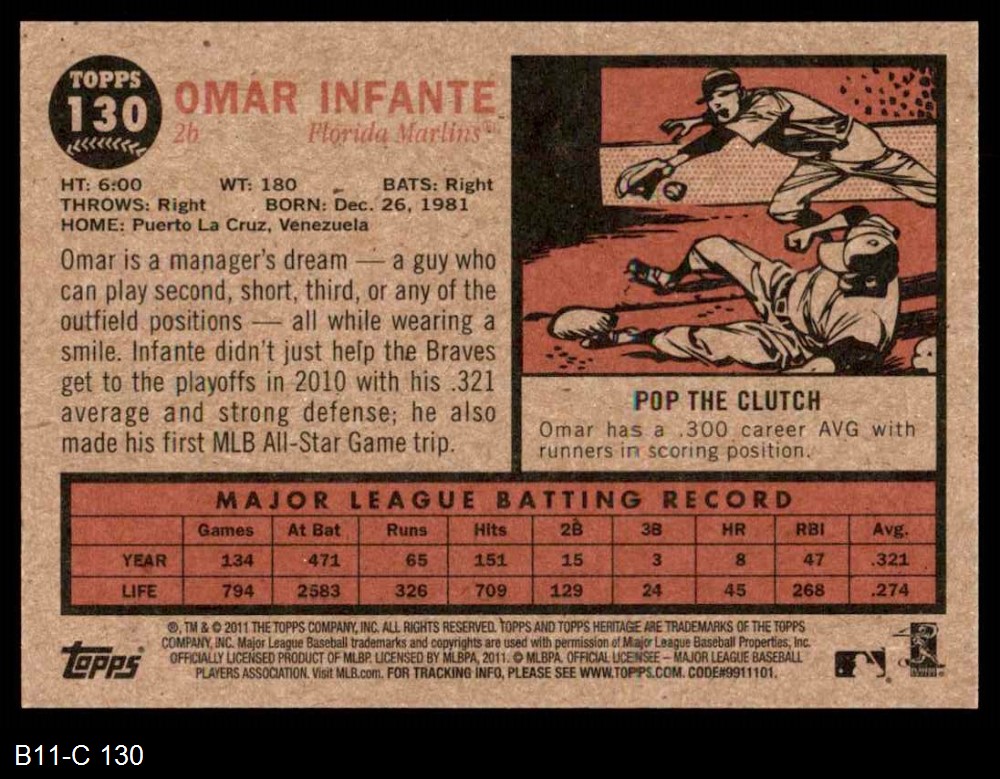 TOPPS
130
OMAR INFANTE
2b Florida Marlins™
HT: 6:00 WT: 180 BATS: Right
THROWS: Right BORN: Dec. 26, 1981
HOME: Puerto La Cruz, Venezuela
Omar is a manager's dream — a guy who
can play second, short, third, or any of the
outfield positions — all while wearing a
smile. Infante didn't just help the Braves
get to the playoffs in 2010 with his .321
average and strong defense; he also
made his first MLB All-Star Game trip.
POP THE CLUTCH
Omar has a .300 career AVG with
runners in scoring position.
MAJOR LEAGUE BATTING RECORD
Games At Bat Runs Hits 2B 3B HR RBI Avg.
YEAR 134 471 65 151 15 3 8 47 .321
LIFE 794 2583 326 709 129 24 45 268 .274
®, TM & © 2011 THE TOPPS COMPANY, INC. ALL RIGHTS RESERVED. TOPPS AND TOPPS HERITAGE ARE TRADEMARKS OF THE TOPPS
COMPANY, INC. Major League Baseball trademarks and copyrights are used with permission of Major League Baseball Properties, Inc.
OFFICIALLY LICENSED PRODUCT OF MLBP. LICENSED BY MLBPA, 2011. © MLBPA. OFFICIAL LICENSEE – MAJOR LEAGUE BASEBALL
PLAYERS ASSOCIATION. Visit MLB.com. FOR TRACKING INFO, PLEASE SEE WWW.TOPPS.COM. CODE#9911101.
Topps
B11-C 130